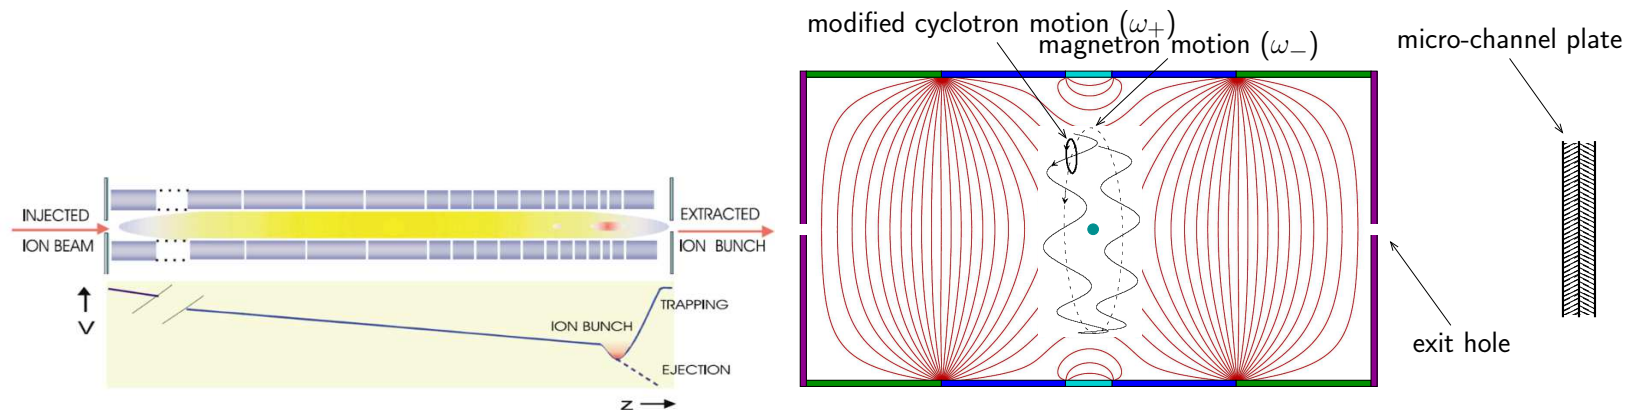 INJECTED
ION BEAM
EXTRACTED
ION BUNCH
V
TRAPPING
ION BUNCH
EJECTION
z
modified cyclotron motion (ω₊)
magnetron motion (ω₋)
micro-channel plate
exit hole